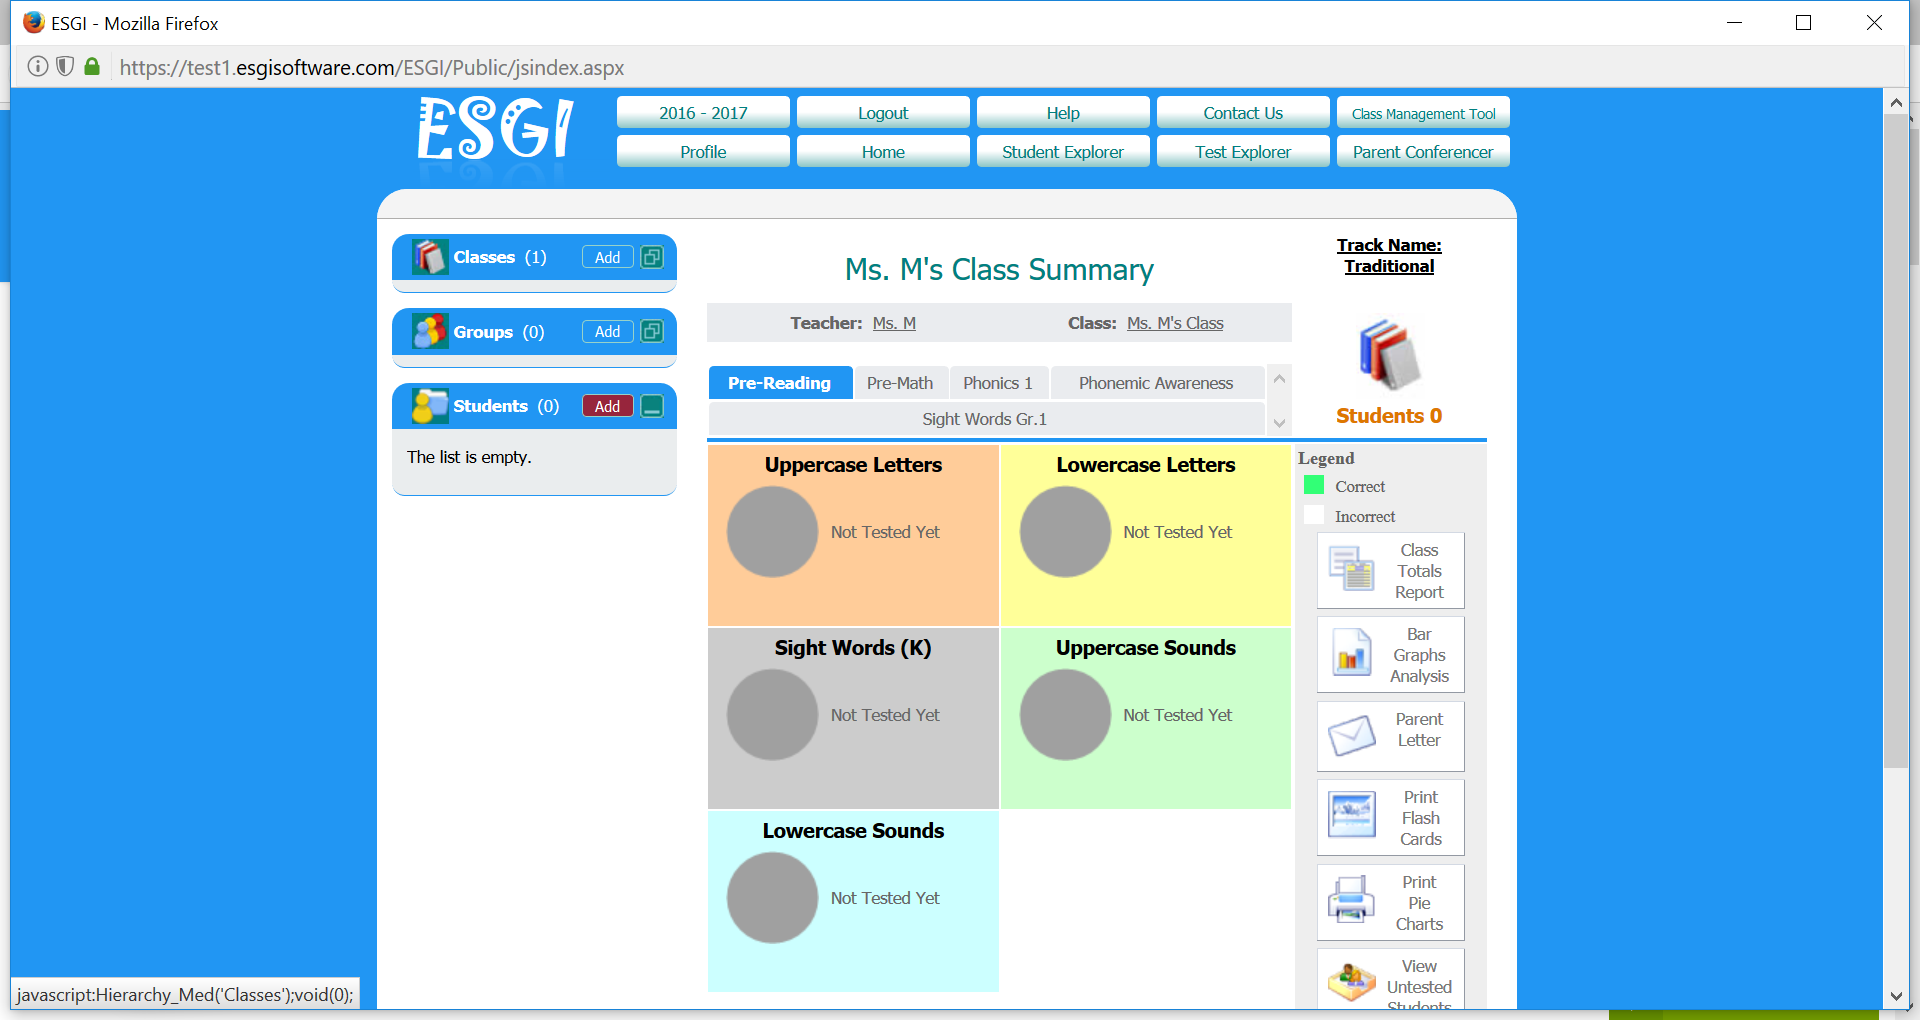 ESGI - Mozilla Firefox
https://test1.esgisoftware.com/ESGI/Public/jsindex.aspx
ESGI
2016 - 2017
Logout
Help
Contact Us
Class Management Tool
Profile
Home
Student Explorer
Test Explorer
Parent Conferencer
Classes (1)
Add
Groups (0)
Add
Students (0)
Add
The list is empty.
Ms. M's Class Summary
Teacher: Ms. M
Class: Ms. M's Class
Track Name:
Traditional
Students 0
Pre-Reading
Pre-Math
Phonics 1
Phonemic Awareness
Sight Words Gr.1
Uppercase Letters
Not Tested Yet
Lowercase Letters
Not Tested Yet
Sight Words (K)
Not Tested Yet
Uppercase Sounds
Not Tested Yet
Lowercase Sounds
Not Tested Yet
Legend
Correct
Incorrect
Class
Totals
Report
Bar
Graphs
Analysis
Parent
Letter
Print
Flash
Cards
Print
Pie
Charts
View
Untested
Students
javascript:Hierarchy_Med('Classes');void(0);